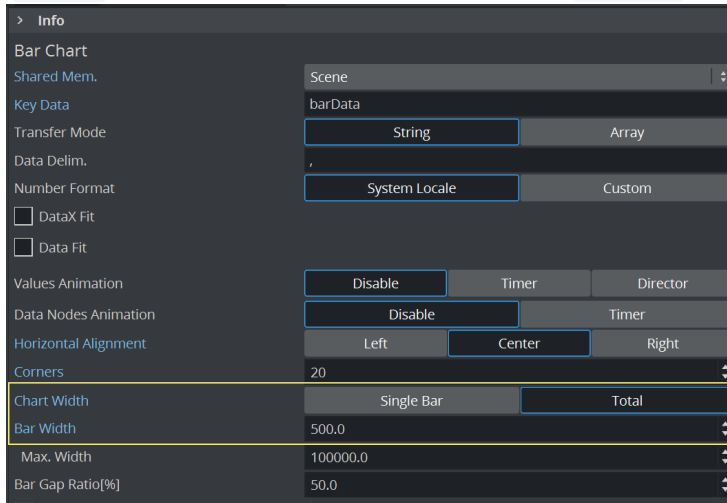 > Info
Bar Chart
Shared Mem. Scene
Key Data barData
Transfer Mode String Array
Data Delim. ,
Number Format System Locale Custom
DataX Fit
Data Fit
Values Animation Disable Timer Director
Data Nodes Animation Disable Timer
Horizontal Alignment Left Center Right
Corners 20
Chart Width Single Bar Total
Bar Width 500.0
Max. Width 100000.0
Bar Gap Ratio[%] 50.0